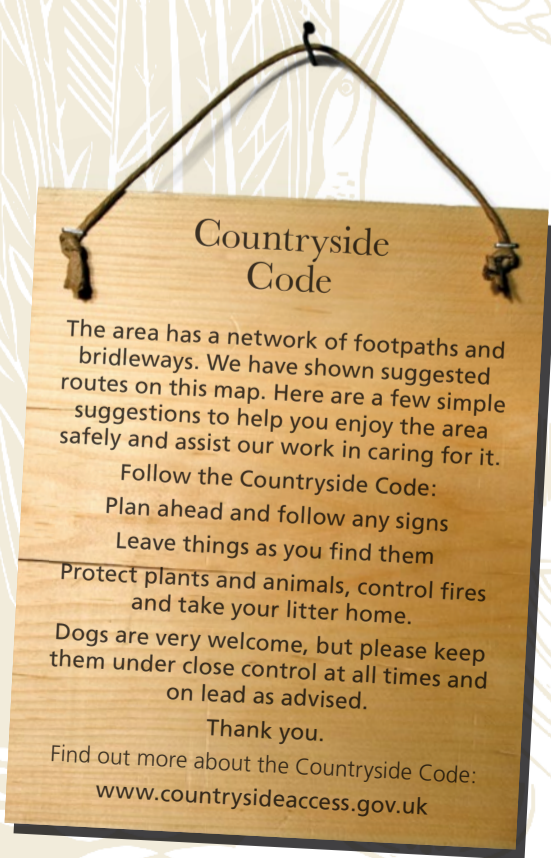 Countryside
Code
The area has a network of footpaths and
bridleways. We have shown suggested
routes on this map. Here are a few simple
suggestions to help you enjoy the area
safely and assist our work in caring for it.
Follow the Countryside Code:
Plan ahead and follow any signs
Leave things as you find them
Protect plants and animals, control fires
and take your litter home.
Dogs are very welcome, but please keep
them under close control at all times and
on lead as advised.
Thank you.
Find out more about the Countryside Code:
www.countrysideaccess.gov.uk